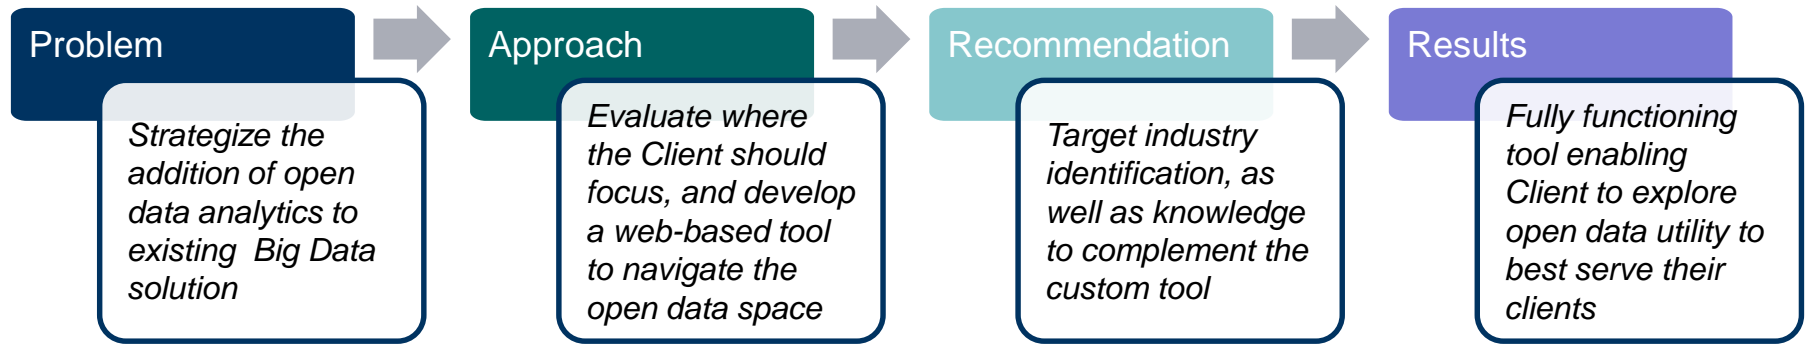 Problem
Strategize the
addition of open
data analytics to
existing  Big Data
solution
Approach
Evaluate where
the Client should
focus, and develop
a web-based tool
to navigate the
open data space
Recommendation
Target industry
identification, as
well as knowledge
to complement the
custom tool
Results
Fully functioning
tool enabling
Client to explore
open data utility to
best serve their
clients